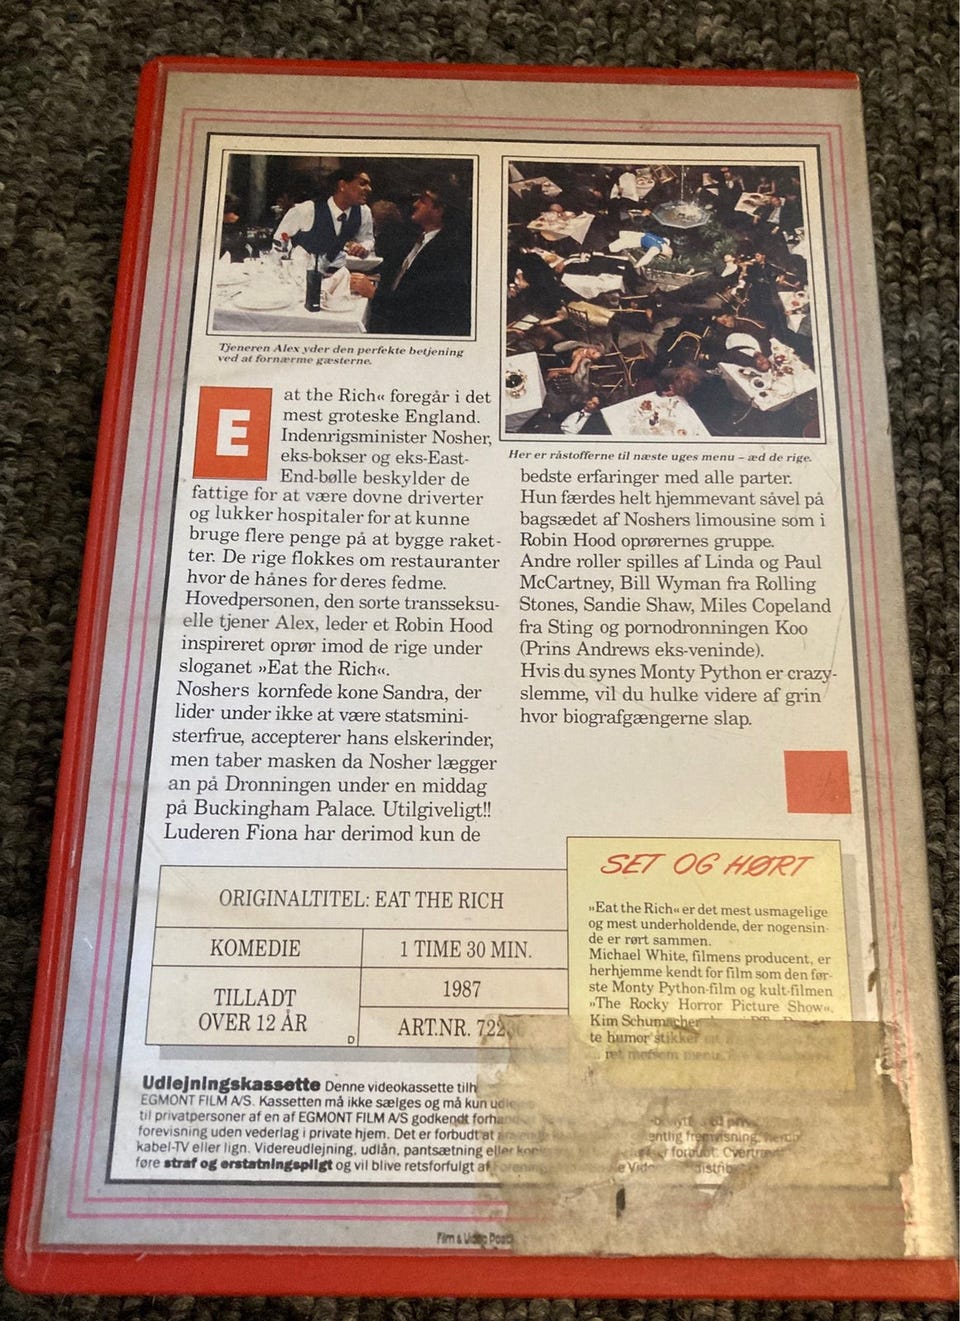 Tjeneren Alex yder den perfekte betjening
ved at fornærme gæsterne.
Her er råstofferne til næste uges menu – æd de rige.
Eat the Rich« foregår i det
mest groteske England.
Indenrigsminister Nosher,
eks-bokser og eks-East-
End-bølle beskylder de
fattige for at være dovne driverter
og lukker hospitaler for at kunne
bruge flere penge på at bygge raket-
ter. De rige flokkes om restauranter
hvor de hånes for deres fedme.
Hovedpersonen, den sorte transseksu-
elle tjener Alex, leder et Robin Hood
inspireret oprør imod de rige under
sloganet »Eat the Rich«.
Noshers kornfede kone Sandra, der
lider under ikke at være statsmini-
sterfrue, accepterer hans elskerinder,
men taber masken da Nosher lægger
an på Dronningen under en middag
på Buckingham Palace. Utilgiveligt!!
Luderen Fiona har derimod kun de
bedste erfaringer med alle parter.
Hun færdes helt hjemmevant såvel på
bagsædet af Noshers limousine som i
Robin Hood oprørernes gruppe.
Andre roller spilles af Linda og Paul
McCartney, Bill Wyman fra Rolling
Stones, Sandie Shaw, Miles Copeland
fra Sting og pornodronningen Koo
(Prins Andrews eks-veninde).
Hvis du synes Monty Python er crazy-
slemme, vil du hulke videre af grin
hvor biografgængerne slap.
ORIGINALTITEL: EAT THE RICH
KOMEDIE
1 TIME 30 MIN.
TILLADT
OVER 12 ÅR
D
1987
ART.NR.
SET OG HØRT
»Eat the Rich« er det mest usmagelige
og mest underholdende, der nogensin-
de er rørt sammen.
Michael White, filmens producent, er
herhjemme kendt for film som den før-
ste Monty Python-film og kult-filmen
»The Rocky Horror Picture Show«.
Kim Schumacher
te humor stikker
Udlejningskassette Denne videokassette tilh
EGMONT FILM A/S. Kassetten må ikke sælges og må kun
til privatpersoner af en af EGMONT FILM A/S godkendt
forevisning uden vederlag i private hjem. Det er forbudt at
entlig fremvisning,
kabel-TV eller lign. Videreudlejning, udlån, pantsætning eller
er forbudt.
føre straf og erstatningspligt og vil blive retsforfulgt af
Film & Video